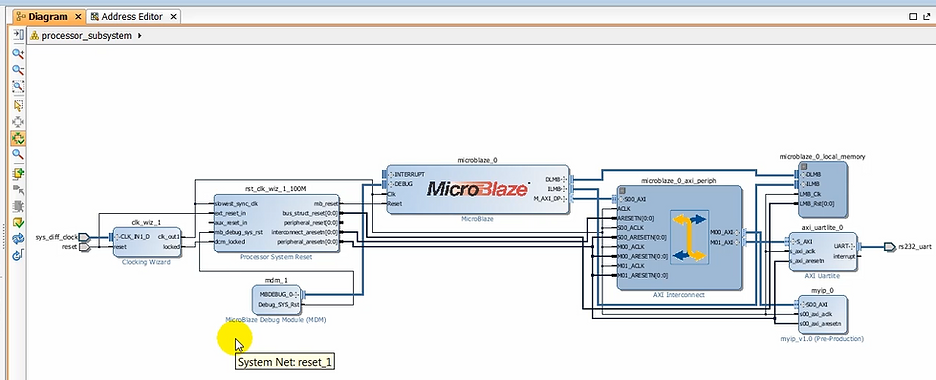 Diagram
Address Editor
processor_subsystem
microblaze_0
INTERRUPT
DEBUG
Clk
Reset
MicroBlaze
DLMB
ILMB
M_AXI_DP
MicroBlaze
rst_clk_wiz_1_100M
slowest_sync_clk
ext_reset_in
aux_reset_in
mb_debug_sys_rst
dcm_locked
mb_reset
bus_struct_reset[0:0]
peripheral_reset[0:0]
interconnect_aresetn[0:0]
peripheral_aresetn[0:0]
Processor System Reset
sys_diff_clock
reset
clk_wiz_1
CLK_IN1_D
reset
clk_out1
locked
Clocking Wizard
mdm_1
MBDEBUG_0
Debug_SYS_Rst
MicroBlaze Debug Module (MDM)
System Net: reset_1
microblaze_0_axi_periph
S00_AXI
ACLK
ARESETN[0:0]
S00_ACLK
S00_ARESETN[0:0]
M00_ACLK
M00_ARESETN[0:0]
M01_ACLK
M01_ARESETN[0:0]
M00_AXI
M01_AXI
AXI Interconnect
microblaze_0_local_memory
DLMB
ILMB
LMB_Clk
LMB_Rst[0:0]
axi_uartlite_0
S_AXI
s_axi_aclk
s_axi_aresetn
UART
interrupt
AXI Uartlite
rs232_uart
myip_0
S00_AXI
s00_axi_aclk
s00_axi_aresetn
myip_v1.0 (Pre-Production)